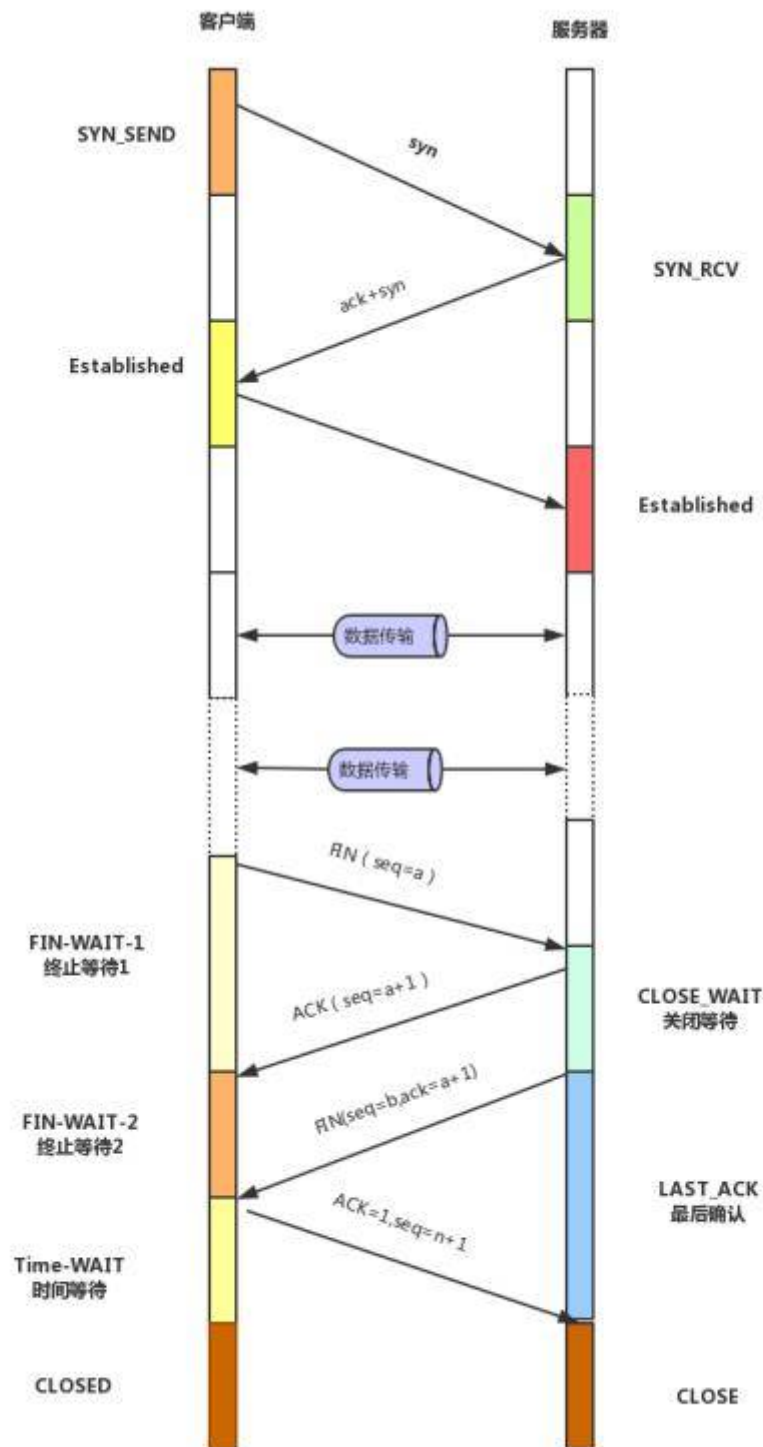 客户端
服务器
SYN_SEND
syn
SYN_RCV
ack+syn
Established
Established
数据传输
数据传输
FIN ( seq=a )
FIN-WAIT-1
终止等待1
ACK ( seq=a+1 )
CLOSE_WAIT
关闭等待
FIN(seq=b,ack=a+1)
FIN-WAIT-2
终止等待2
LAST_ACK
最后确认
ACK=1,seq=n+1
Time-WAIT
时间等待
CLOSED
CLOSE